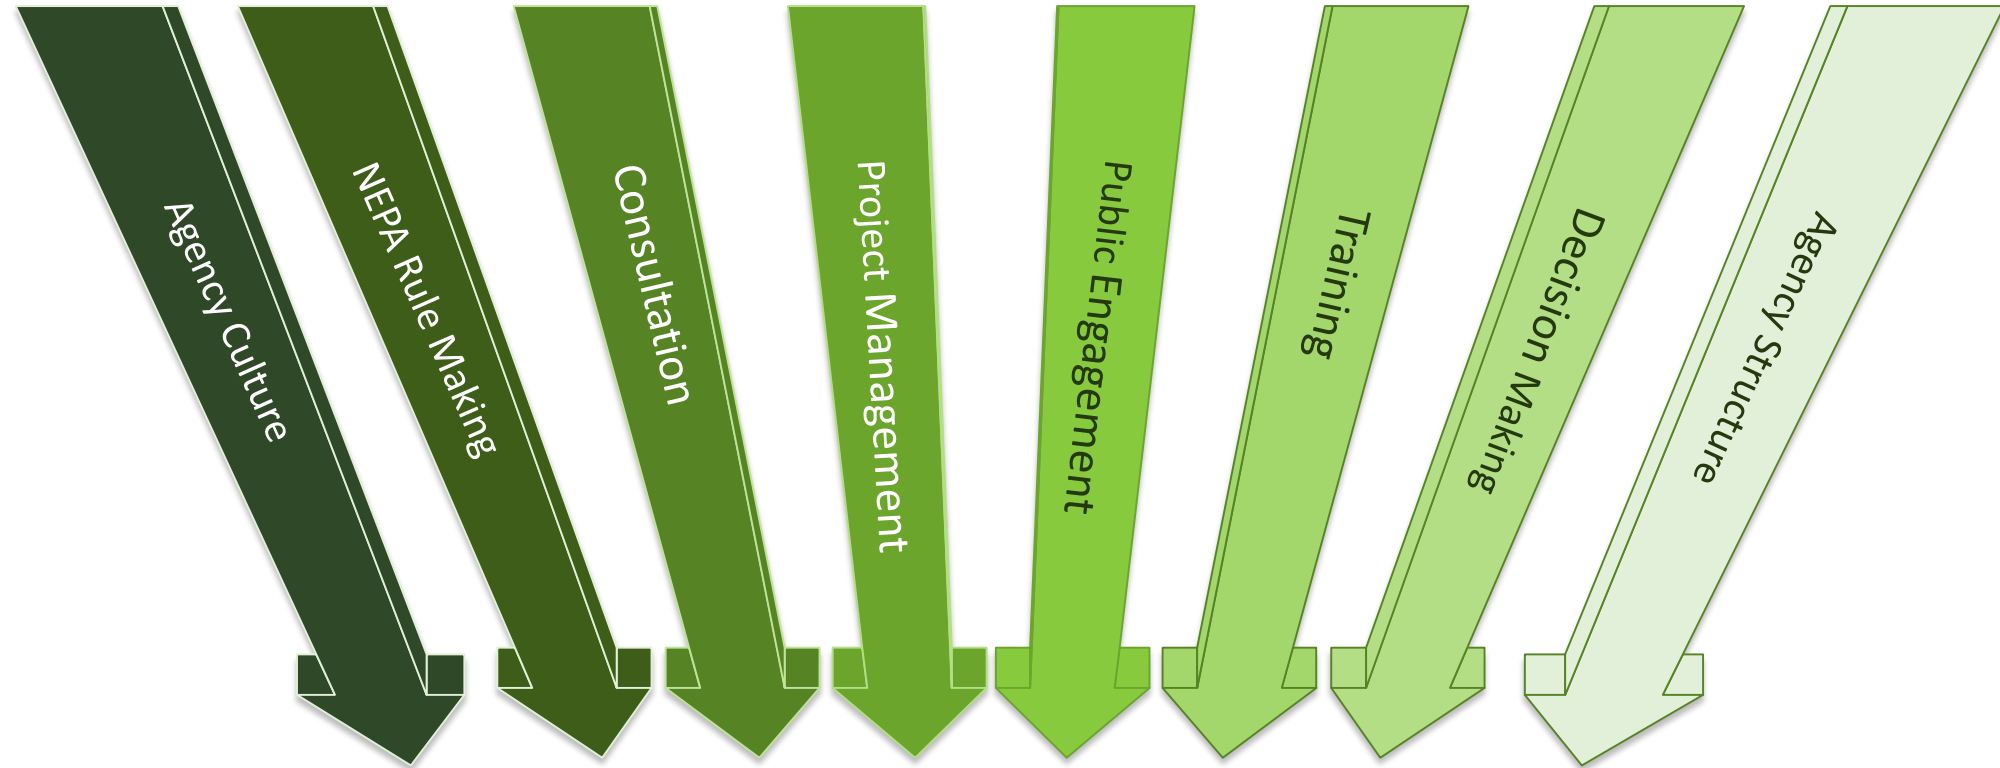 Agency Culture
NEPA Rule Making
Consultation
Project Management
Public Engagement
Training
Decision Making
Agency Structure